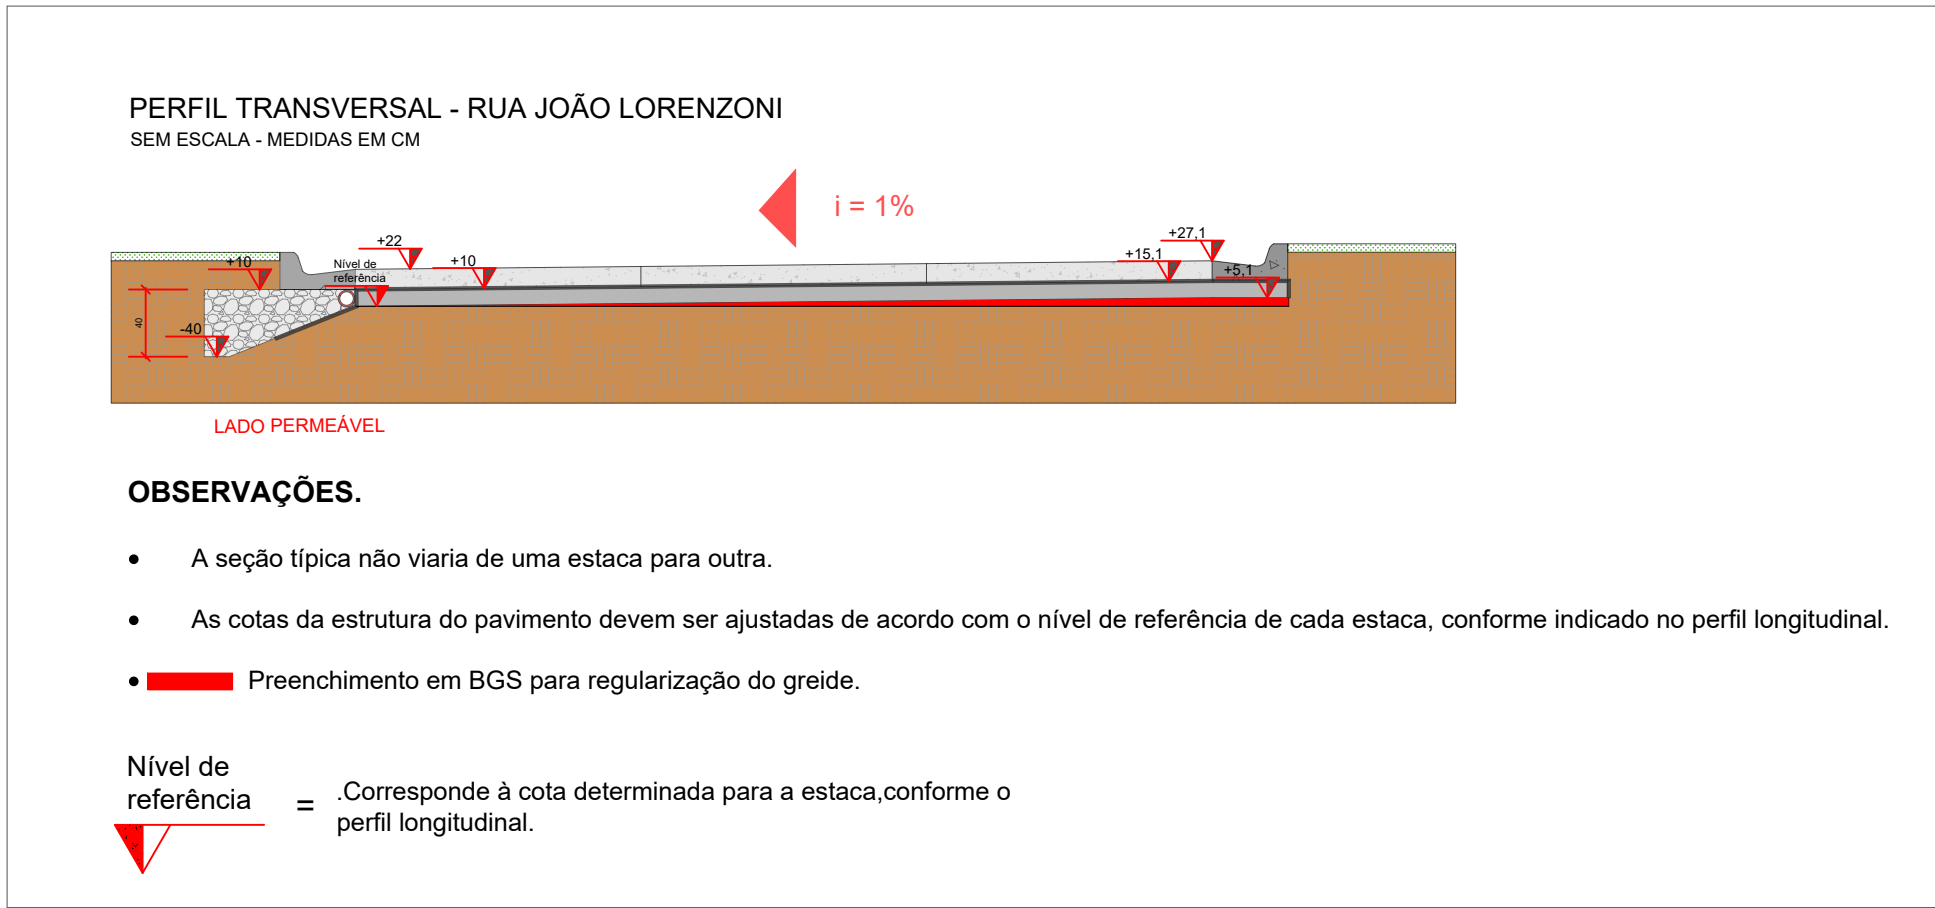 PERFIL TRANSVERSAL - RUA JOÃO LORENZONI
SEM ESCALA - MEDIDAS EM CM
i = 1%
+22
+27,1
+10
Nível de
referência
+10
+15,1
+5,1
40
-40
LADO PERMEÁVEL
OBSERVAÇÕES.
• A seção típica não viaria de uma estaca para outra.
• As cotas da estrutura do pavimento devem ser ajustadas de acordo com o nível de referência de cada estaca, conforme indicado no perfil longitudinal.
• Preenchimento em BGS para regularização do greide.
Nível de
referência
= .Corresponde à cota determinada para a estaca,conforme o
perfil longitudinal.